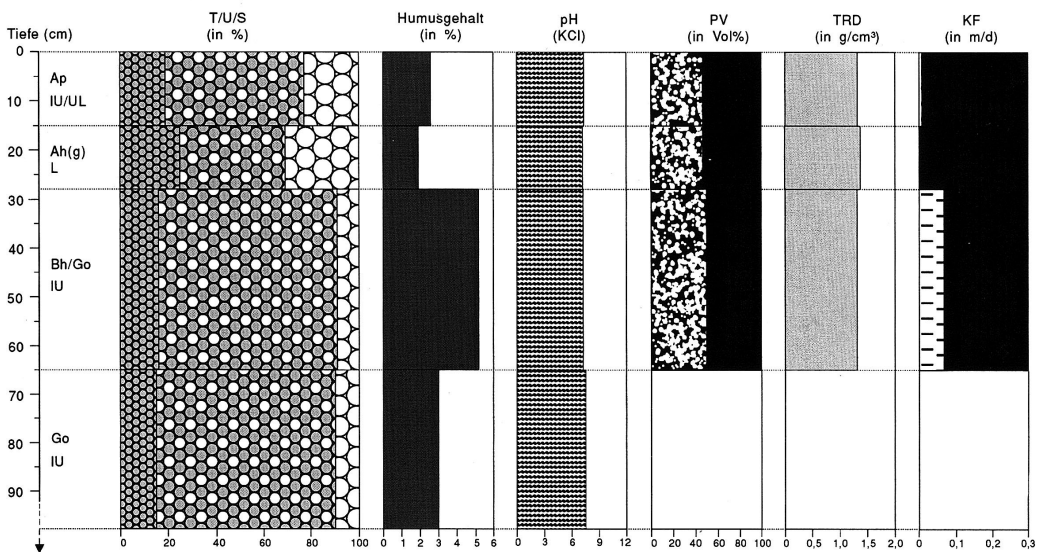 T/U/S Humusgehalt pH PV TRD KF
Tiefe (cm) (in %) (in %) (KCl) (in Vol%) (in g/cm³) (in m/d)
0
Ap
10 lU/UL
20 Ah(g)
L
30
40
Bh/Go
50 lU
60
70
80 Go
lU
90
0 20 40 60 80 100 0 1 2 3 4 5 6 0 3 6 9 12 0 20 40 60 80 100 0 0,5 1,0 1,5 2,0 0 0,1 0,2 0,3